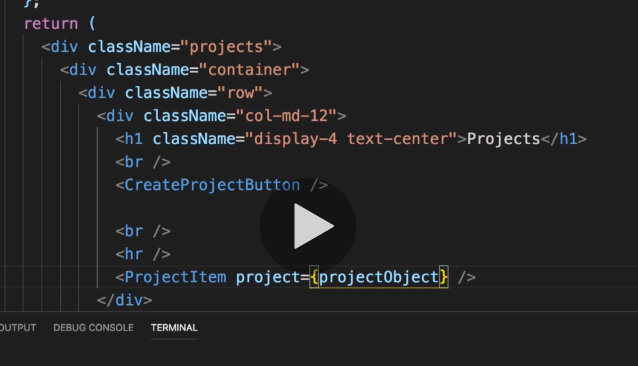 };
return (
<div className="projects">
<div className="container">
<div className="row">
<div className="col-md-12">
<h1 className="display-4 text-center">Projects</h1>
<br />
<CreateProjectButton />
<br />
<hr />
<ProjectItem project={projectObject} />
</div>
OUTPUT DEBUG CONSOLE TERMINAL